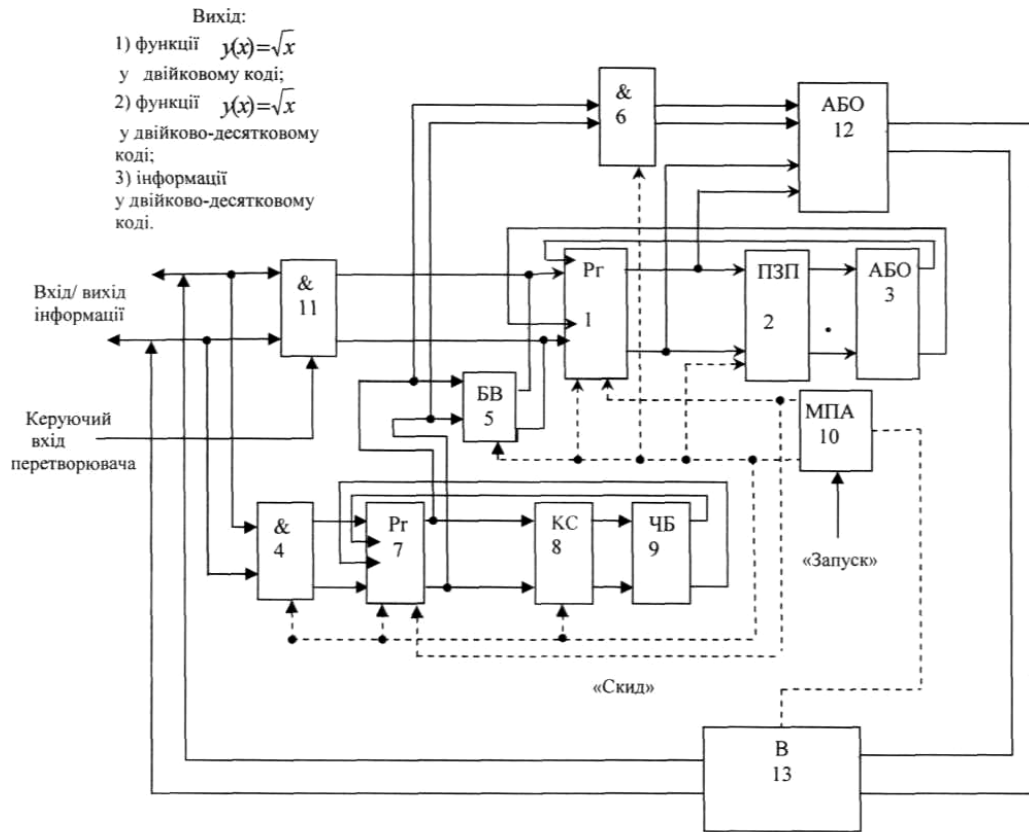 Вихід:
1) функції y(x)=√x
у двійковому коді;
2) функції y(x)=√x
у двійково-десятковому
коді;
3) інформації
у двійково-десятковому
коді.
&
6
АБО
12
Вхід/ вихід
інформації
&
11
Рг
1
ПЗП
2
АБО
3
БВ
5
МПА
10
Керуючий
вхід
перетворювача
&
4
Рг
7
КС
8
ЧБ
9
«Запуск»
«Скид»
В
13